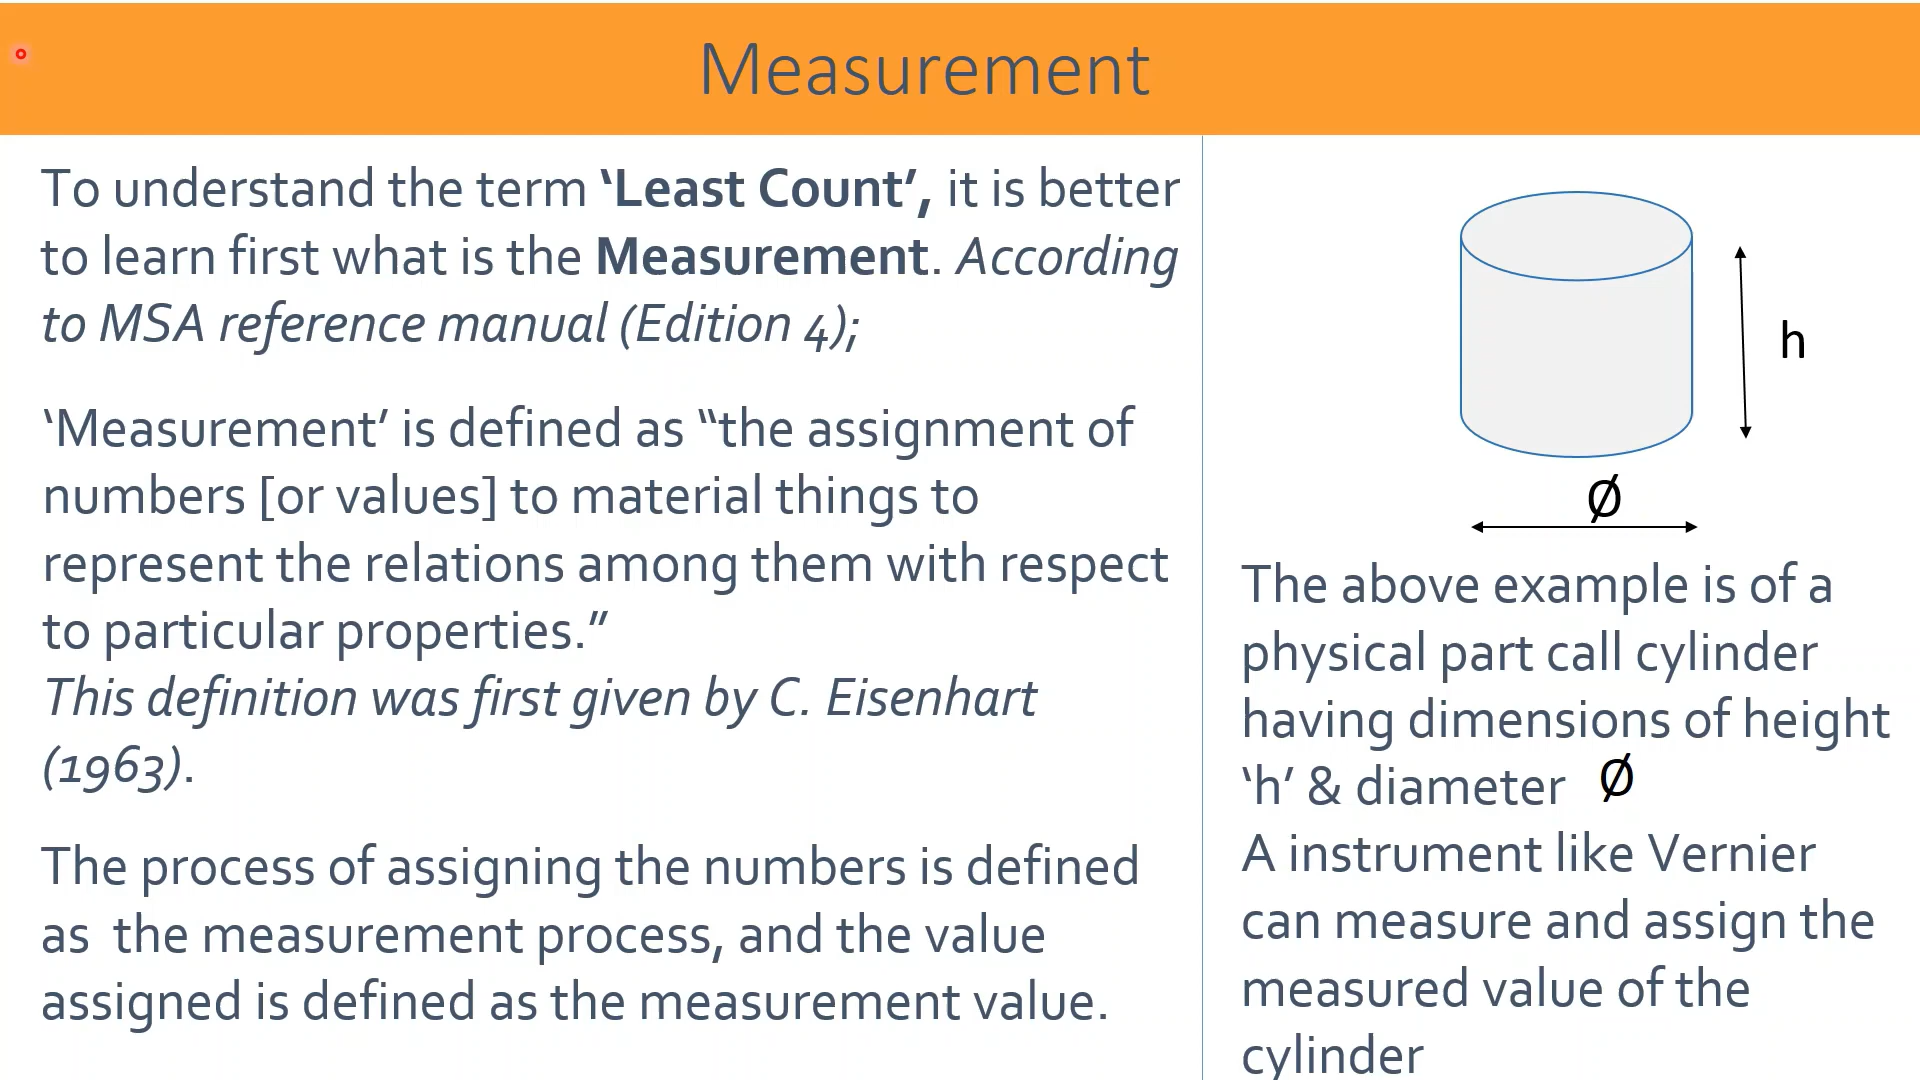 Measurement
To understand the term ‘Least Count’, it is better
to learn first what is the Measurement. According
to MSA reference manual (Edition 4);
‘Measurement’ is defined as “the assignment of
numbers [or values] to material things to
represent the relations among them with respect
to particular properties.”
This definition was first given by C. Eisenhart
(1963).
The process of assigning the numbers is defined
as  the measurement process, and the value
assigned is defined as the measurement value.
h
Ø
The above example is of a
physical part call cylinder
having dimensions of height
‘h’ & diameter Ø
A instrument like Vernier
can measure and assign the
measured value of the
cylinder